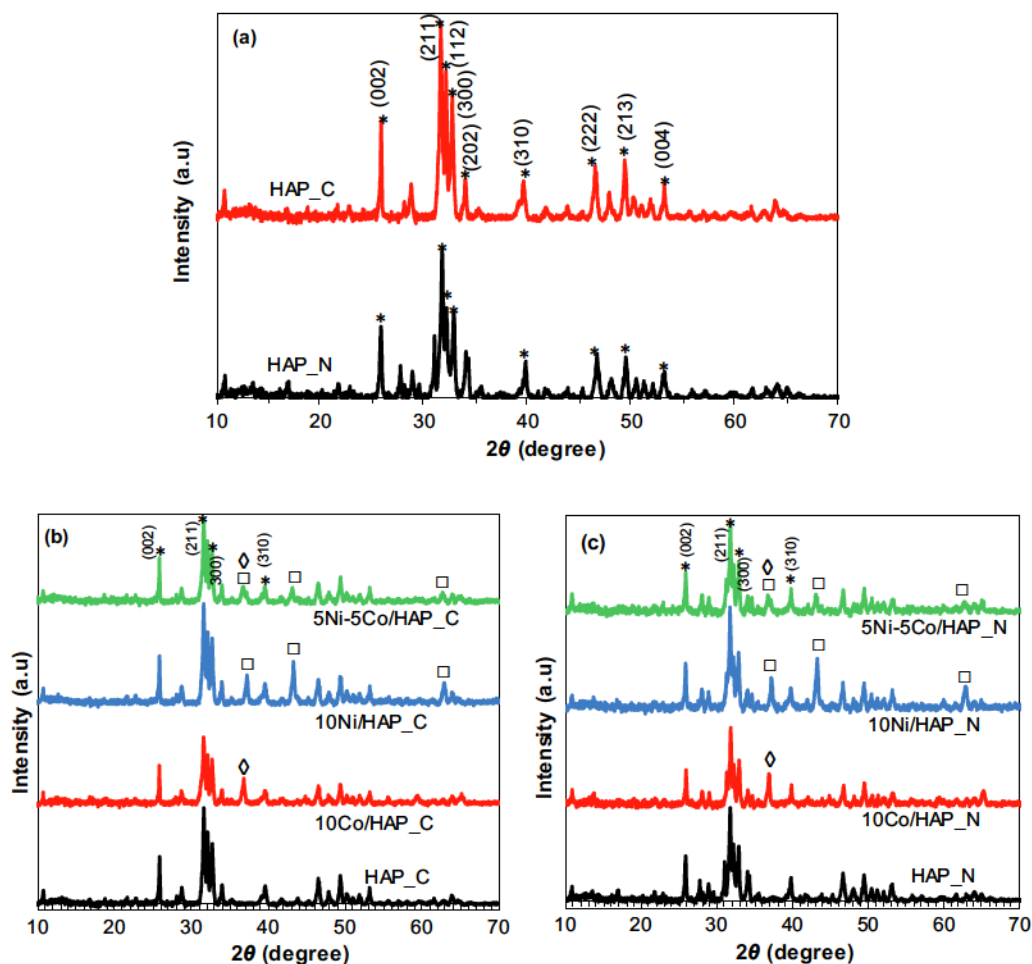 (a)
(002)
(211)
(112)
(300)
(202)
(310)
(222)
(213)
(004)
HAP_C
HAP_N
Intensity (a.u)
10 20 30 40 50 60 70
2θ (degree)
(b)
(002)
(211)
300)
(310)
5Ni-5Co/HAP_C
10Ni/HAP_C
10Co/HAP_C
HAP_C
Intensity (a.u)
10 20 30 40 50 60 70
2θ (degree)
(c)
(002)
(211)
(300)
(310)
5Ni-5Co/HAP_N
10Ni/HAP_N
10Co/HAP_N
HAP_N
Intensity (a.u)
10 20 30 40 50 60 70
2θ (degree)